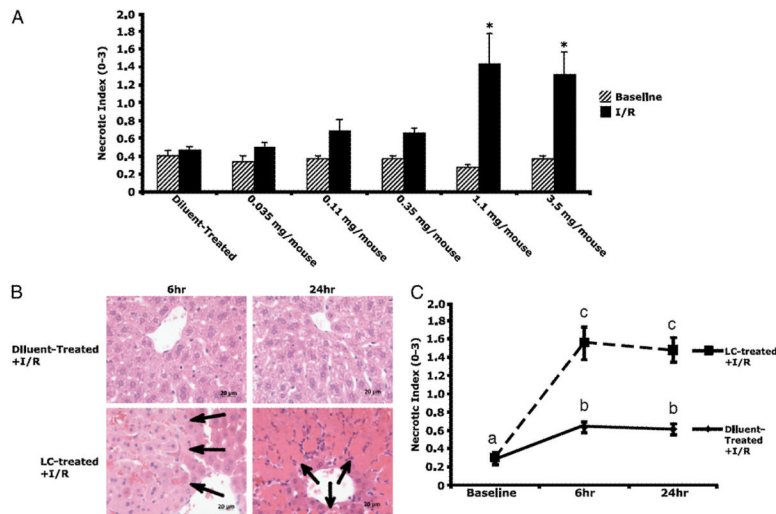 A
Necrotic Index (0-3)
2.0
1.8
1.6
1.4
1.2
1.0
0.8
0.6
0.4
0.2
0
*
*
Baseline
I/R
Diluent-Treated
0.035 mg/mouse
0.11 mg/mouse
0.35 mg/mouse
1.1 mg/mouse
3.5 mg/mouse
B
6hr
24hr
Diluent-Treated
+I/R
20 µm
20 µm
LC-treated
+I/R
20 µm
20 µm
C
Necrotic Index (0-3)
2.0
1.8
1.6
1.4
1.2
1.0
0.8
0.6
0.4
0.2
0
a
c
c
b
b
LC-treated
+I/R
Diluent-
Treated
+I/R
Baseline
6hr
24hr